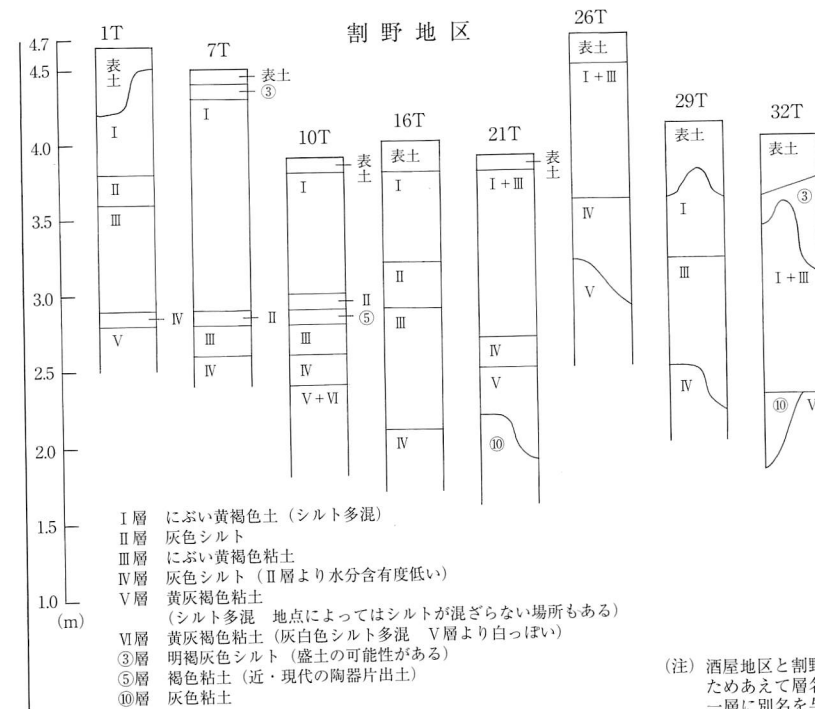 割野地区
4.7
4.5
4.0
3.5
3.0
2.5
2.0
1.5
1.0
(m)
1T
表土
Ⅰ
Ⅱ
Ⅲ
Ⅳ
Ⅴ
7T
表土
③
Ⅰ
Ⅱ
Ⅲ
Ⅳ
10T
表土
Ⅰ
Ⅱ
⑤
Ⅲ
Ⅳ
Ⅴ+Ⅵ
16T
表土
Ⅰ
Ⅱ
Ⅲ
Ⅳ
21T
表土
Ⅰ+Ⅲ
Ⅳ
Ⅴ
⑩
26T
表土
Ⅰ+Ⅲ
Ⅳ
Ⅴ
29T
表土
Ⅰ
Ⅲ
Ⅳ
32T
表土
③
Ⅰ+Ⅲ
⑩
Ⅰ層 にぶい黄褐色土（シルト多混）
Ⅱ層 灰色シルト
Ⅲ層 にぶい黄褐色粘土
Ⅳ層 灰色シルト（Ⅱ層より水分含有度低い）
Ⅴ層 黄灰褐色粘土
（シルト多混 地点によってはシルトが混ざらない場所もある）
Ⅵ層 黄灰褐色粘土（灰白色シルト多混 Ⅴ層より白っぽい）
③層 明褐灰色シルト（盛土の可能性がある）
⑤層 褐色粘土（近・現代の陶器片出土）
⑩層 灰色粘土
（注）酒屋地区と割野
ためあえて層名
一層に別名を